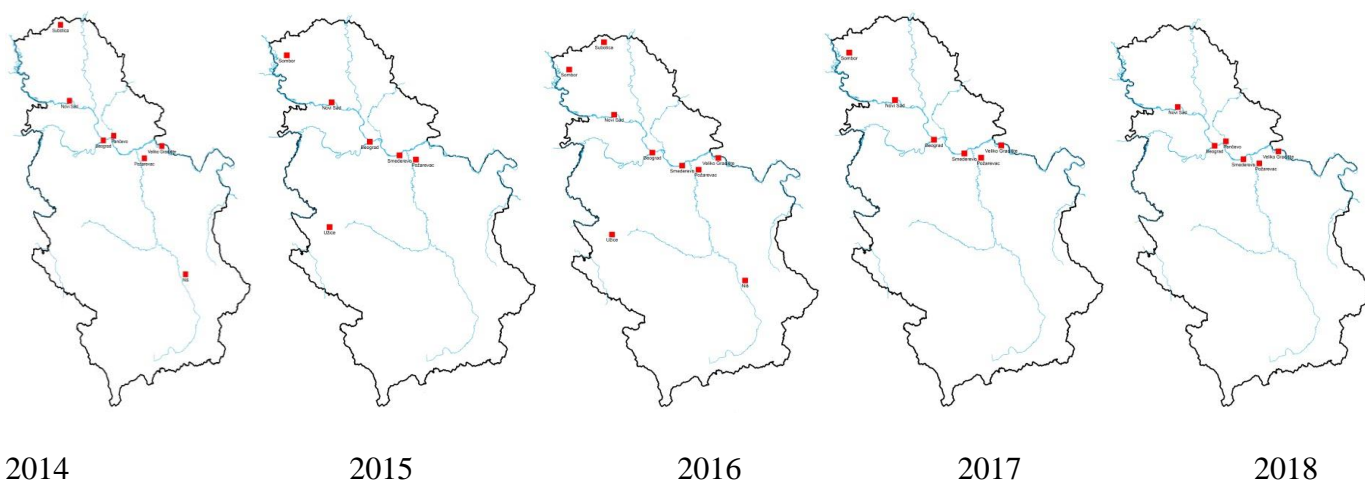 Subotica
Novi Sad
Beograd
Pančevo
Veliko Gradište
Požarevac
Niš
Sombor
Novi Sad
Beograd
Smederevo
Požarevac
Užice
Subotica
Sombor
Novi Sad
Beograd
Smederevo
Veliko Gradište
Požarevac
Užice
Niš
Sombor
Novi Sad
Beograd
Smederevo
Veliko Gradište
Požarevac
Novi Sad
Beograd
Pančevo
Smederevo
Veliko Gradište
Požarevac
2014 2015 2016 2017 2018